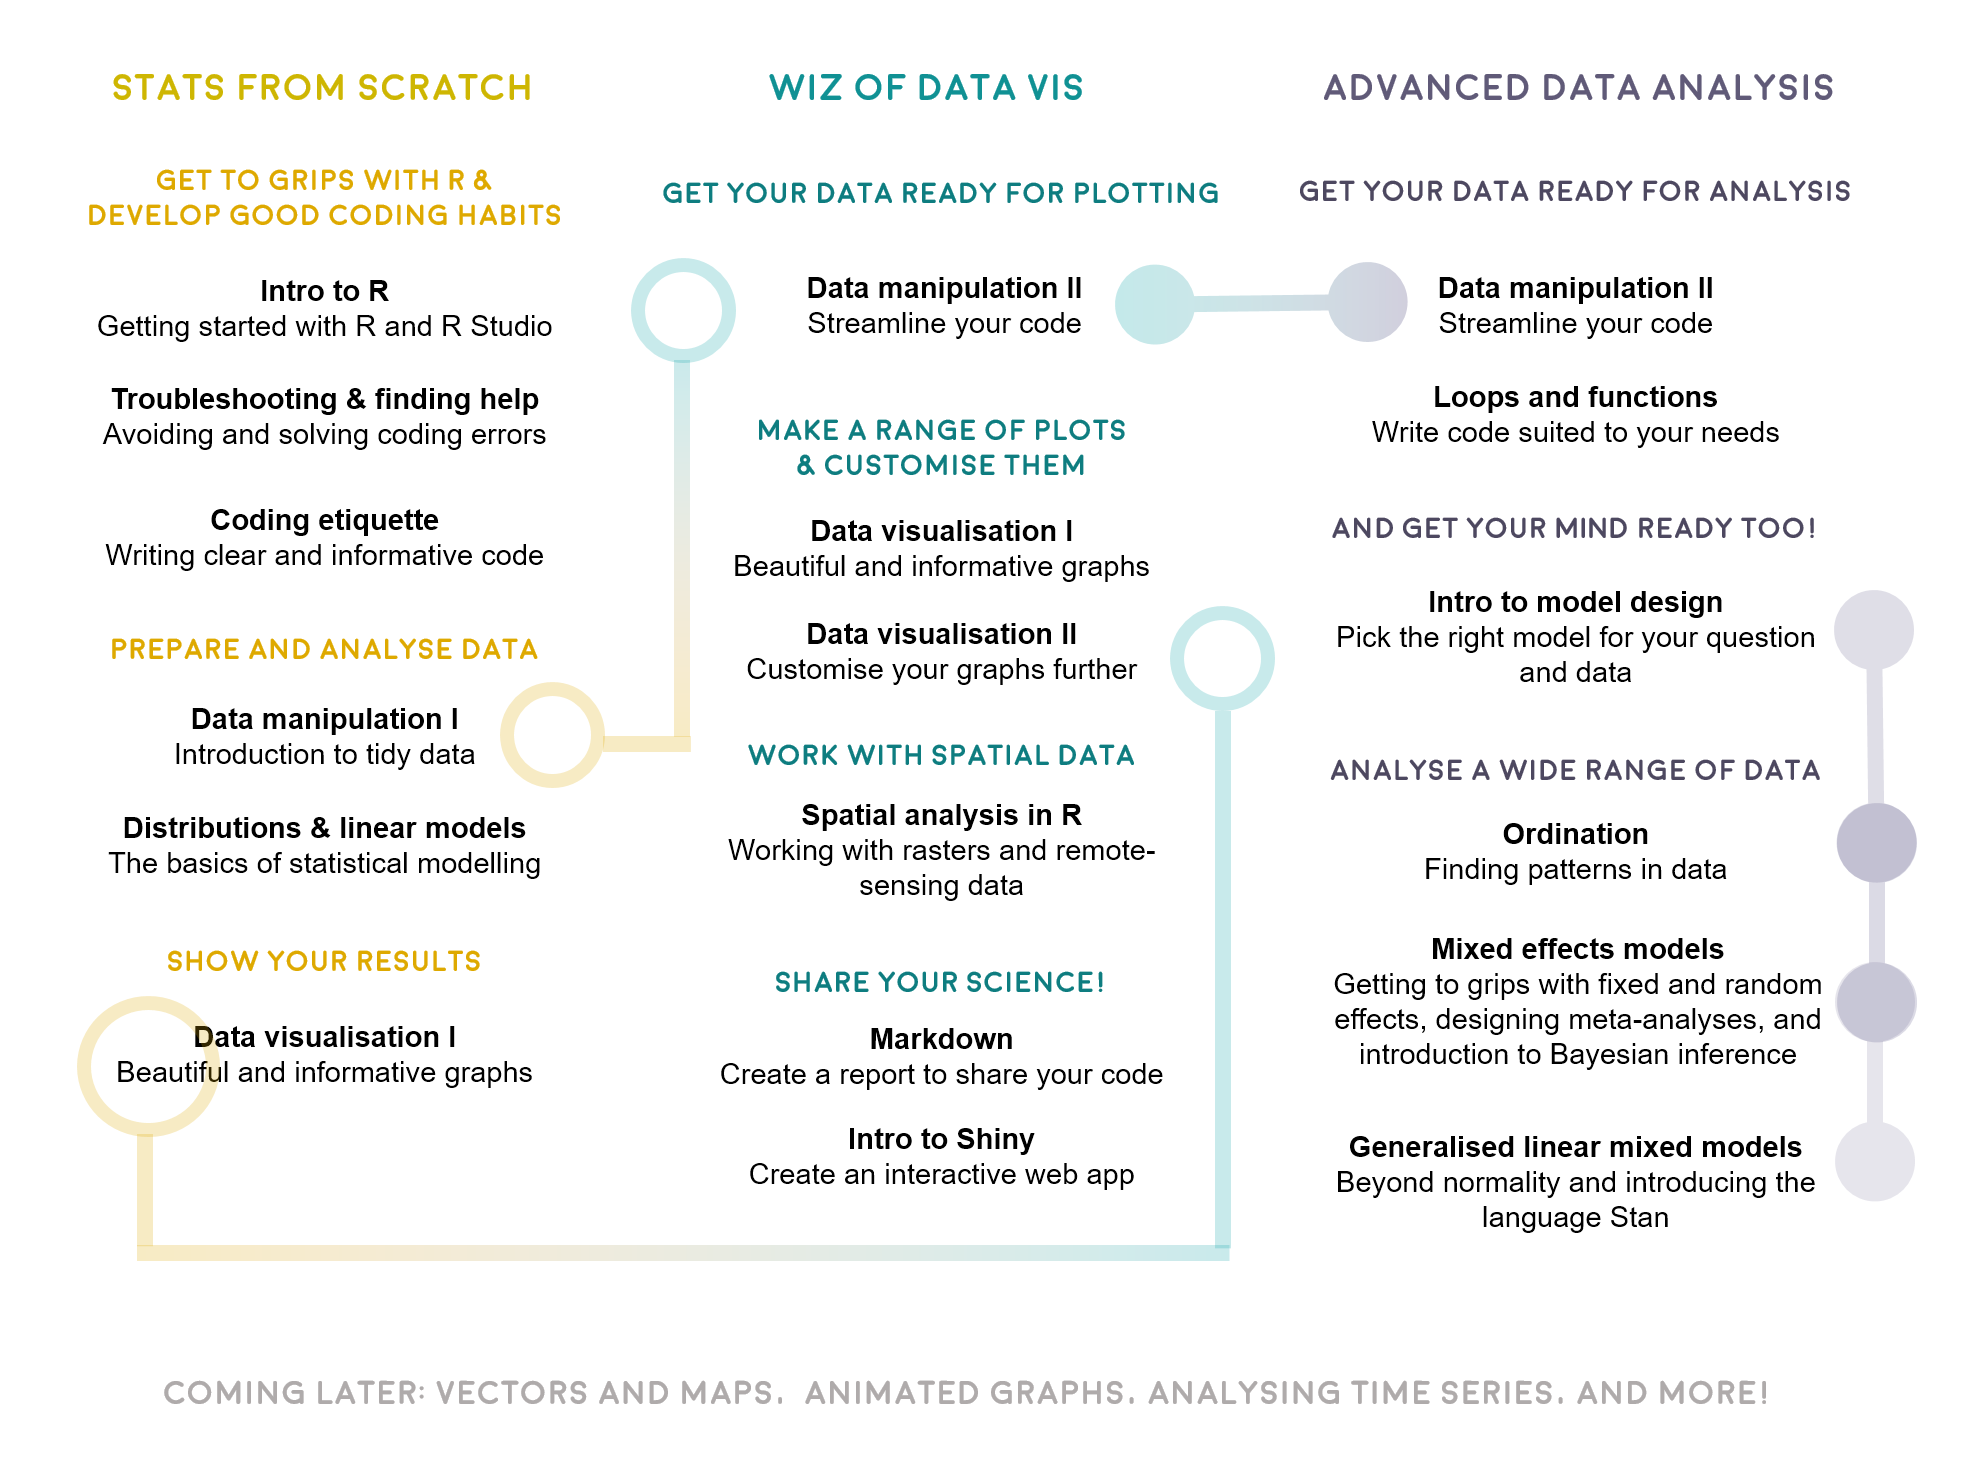 STATS FROM SCRATCH
GET TO GRIPS WITH R &
DEVELOP GOOD CODING HABITS
Intro to R
Getting started with R and R Studio
Troubleshooting & finding help
Avoiding and solving coding errors
Coding etiquette
Writing clear and informative code
PREPARE AND ANALYSE DATA
Data manipulation I
Introduction to tidy data
Distributions & linear models
The basics of statistical modelling
SHOW YOUR RESULTS
Data visualisation I
Beautiful and informative graphs
WIZ OF DATA VIS
GET YOUR DATA READY FOR PLOTTING
Data manipulation II
Streamline your code
MAKE A RANGE OF PLOTS
& CUSTOMISE THEM
Data visualisation I
Beautiful and informative graphs
Data visualisation II
Customise your graphs further
WORK WITH SPATIAL DATA
Spatial analysis in R
Working with rasters and remote-
sensing data
SHARE YOUR SCIENCE!
Markdown
Create a report to share your code
Intro to Shiny
Create an interactive web app
ADVANCED DATA ANALYSIS
GET YOUR DATA READY FOR ANALYSIS
Data manipulation II
Streamline your code
Loops and functions
Write code suited to your needs
AND GET YOUR MIND READY TOO!
Intro to model design
Pick the right model for your question
and data
ANALYSE A WIDE RANGE OF DATA
Ordination
Finding patterns in data
Mixed effects models
Getting to grips with fixed and random
effects, designing meta-analyses, and
introduction to Bayesian inference
Generalised linear mixed models
Beyond normality and introducing the
language Stan
COMING LATER: VECTORS AND MAPS. ANIMATED GRAPHS. ANALYSING TIME SERIES. AND MORE!